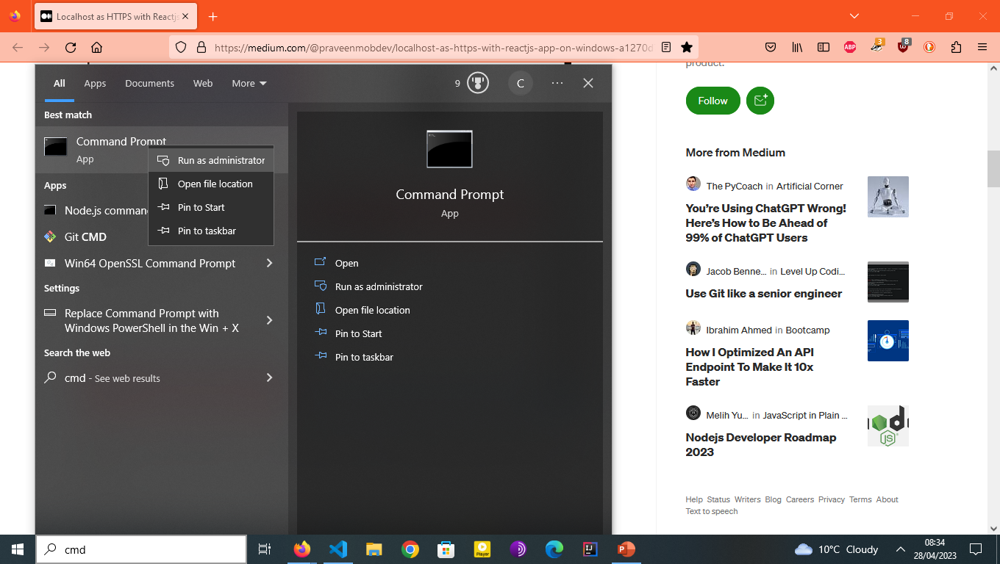 Localhost as HTTPS with Reactjs
https://medium.com/@praveenmobdev/localhost-as-https-with-reactjs-app-on-windows-a1270d
ABP
3
8
All
Apps
Documents
Web
More
9
C
Best match
Command Prompt
App
Run as administrator
Open file location
Pin to Start
Pin to taskbar
Apps
Node.js command
Git CMD
Win64 OpenSSL Command Prompt
Settings
Replace Command Prompt with
Windows PowerShell in the Win + X
Search the web
cmd - See web results
Command Prompt
App
Open
Run as administrator
Open file location
Pin to Start
Pin to taskbar
product.
Follow
More from Medium
The PyCoach in Artificial Corner
You're Using ChatGPT Wrong!
Here's How to Be Ahead of
99% of ChatGPT Users
Jacob Benne... in Level Up Codi...
Use Git like a senior engineer
Ibrahim Ahmed in Bootcamp
How I Optimized An API
Endpoint To Make It 10x
Faster
Melih Yu... in JavaScript in Plain ...
Nodejs Developer Roadmap
2023
Help Status Writers Blog Careers Privacy Terms About
Text to speech
cmd
Player
10°C Cloudy
08:34
28/04/2023